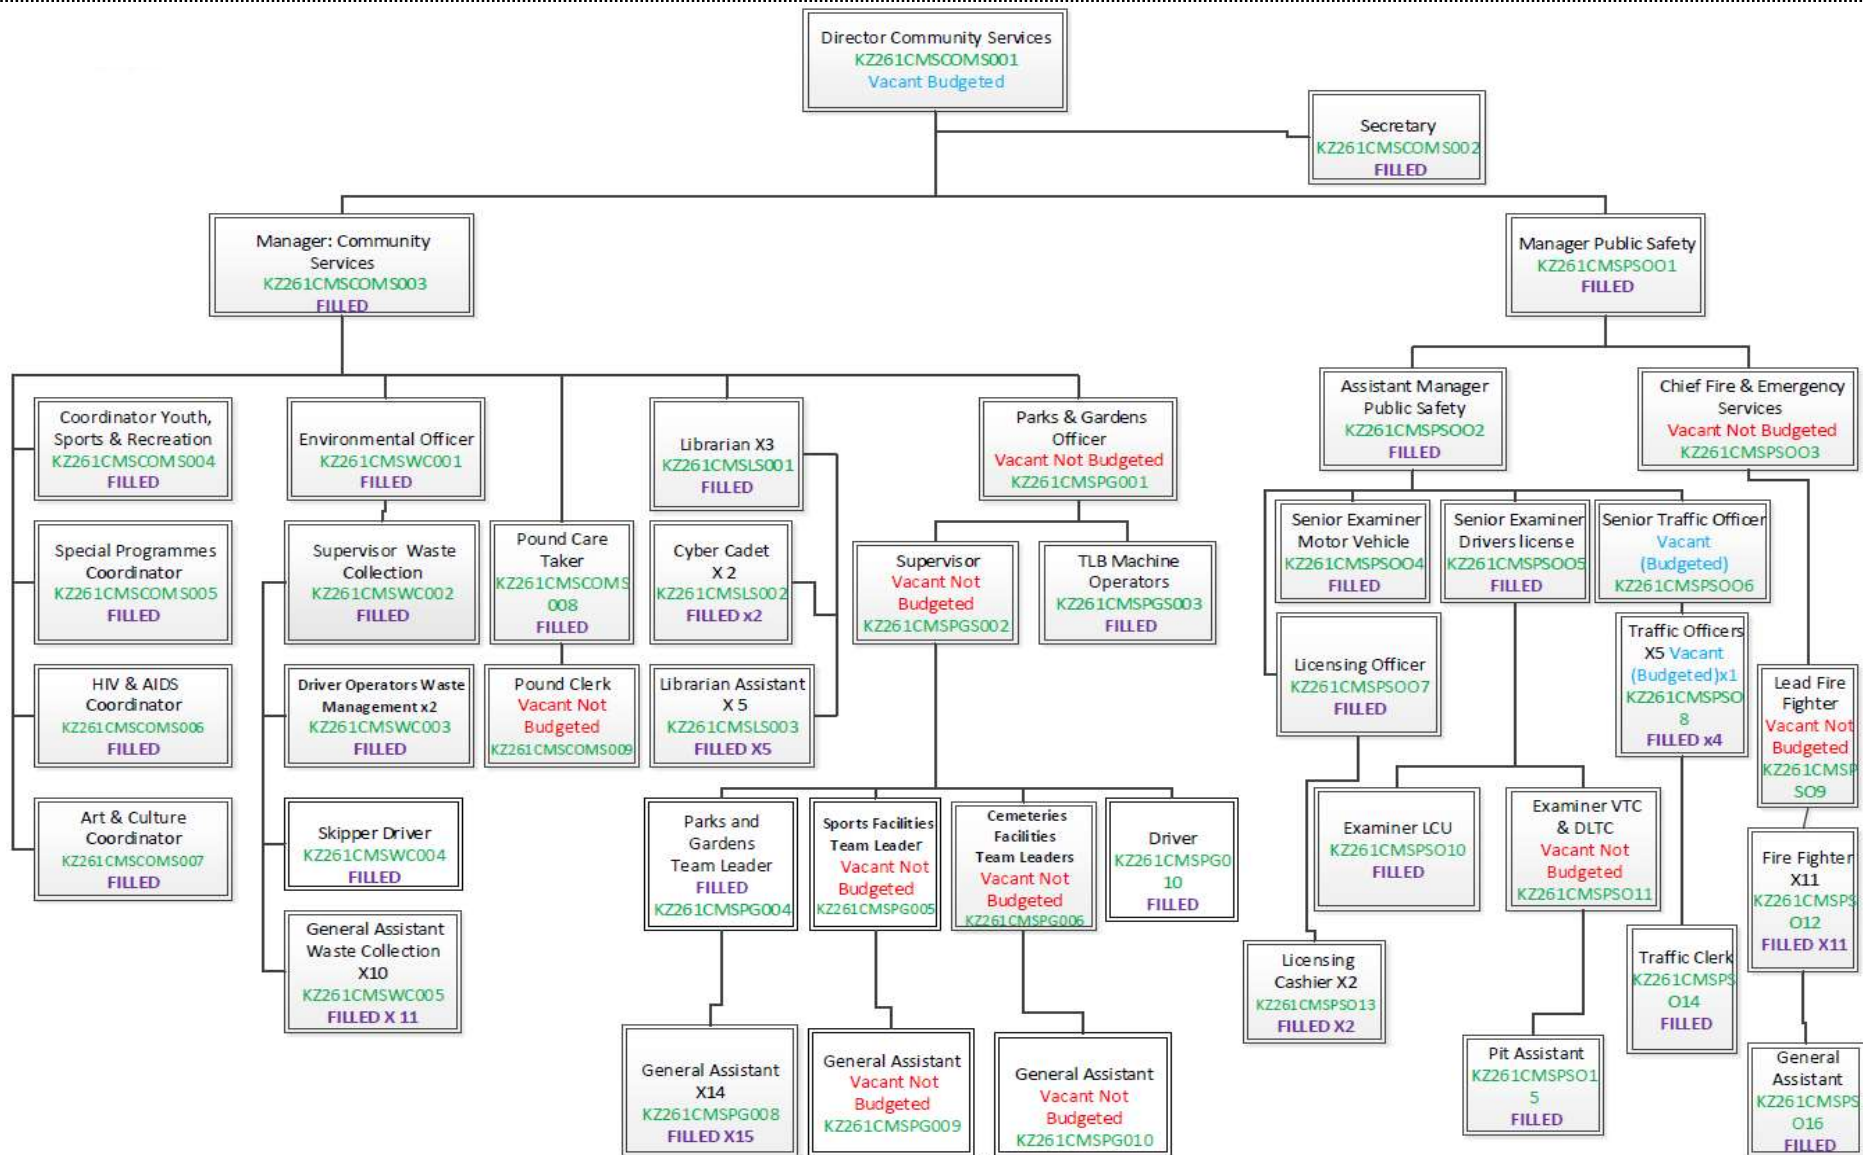 Director Community Services
KZ261CMSCOMS001
Vacant Budgeted
Secretary
KZ261CMSCOMS002
FILLED
Manager: Community
Services
KZ261CMSCOMS003
FILLED
Manager Public Safety
KZ261CMSPSOO1
FILLED
Coordinator Youth,
Sports & Recreation
KZ261CMSCOMS004
FILLED
Special Programmes
Coordinator
KZ261CMSCOMS005
FILLED
HIV & AIDS
Coordinator
KZ261CMSCOMS006
FILLED
Art & Culture
Coordinator
KZ261CMSCOMS007
FILLED
Environmental Officer
KZ261CMSWC001
FILLED
Supervisor Waste
Collection
KZ261CMSWC002
FILLED
Driver Operators Waste
Management x2
KZ261CMSWC003
FILLED
Skipper Driver
KZ261CMSWC004
FILLED
General Assistant
Waste Collection
X10
KZ261CMSWC005
FILLED X 11
Pound Care
Taker
KZ261CMSCOMS
008
FILLED
Pound Clerk
Vacant Not
Budgeted
KZ261CMSCOMS009
Librarian X3
KZ261CMSLS001
FILLED
Cyber Cadet
X 2
KZ261CMSLS002
FILLED x2
Librarian Assistant
X 5
KZ261CMSLS003
FILLED X5
Parks & Gardens
Officer
Vacant Not Budgeted
KZ261CMSPG001
Supervisor
Vacant Not
Budgeted
KZ261CMSPGS002
TLB Machine
Operators
KZ261CMSPGS003
FILLED
Parks and
Gardens
Team Leader
FILLED
KZ261CMSPG004
Sports Facilities
Team Leader
Vacant Not
Budgeted
KZ261CMSPG005
Cemeteries
Facilities
Team Leaders
Vacant Not
Budgeted
KZ261CMSPG006
Driver
KZ261CMSPG0
10
FILLED
General Assistant
X14
KZ261CMSPG008
FILLED X15
General Assistant
Vacant Not
Budgeted
KZ261CMSPG009
General Assistant
Vacant Not
Budgeted
KZ261CMSPG010
Assistant Manager
Public Safety
KZ261CMSPSOO2
FILLED
Chief Fire & Emergency
Services
Vacant Not Budgeted
KZ261CMSPSOO3
Senior Examiner
Motor Vehicle
KZ261CMSPSOO4
FILLED
Senior Examiner
Drivers license
KZ261CMSPSOO5
FILLED
Senior Traffic Officer
Vacant
(Budgeted)
KZ261CMSPSOO6
Licensing Officer
KZ261CMSPSOO7
FILLED
Traffic Officers
X5 Vacant
(Budgeted)x1
KZ261CMSPSO
8
FILLED x4
Lead Fire
Fighter
Vacant Not
Budgeted
KZ261CMSP
SO9
Examiner LCU
KZ261CMSPSO10
FILLED
Examiner VTC
& DLTC
Vacant Not
Budgeted
KZ261CMSPSO11
Fire Fighter
X11
KZ261CMSPS
O12
FILLED X11
Licensing
Cashier X2
KZ261CMSPSO13
FILLED X2
Traffic Clerk
KZ261CMSPS
O14
FILLED
Pit Assistant
KZ261CMSPSO1
5
FILLED
General
Assistant
KZ261CMSPS
O16
FILLED